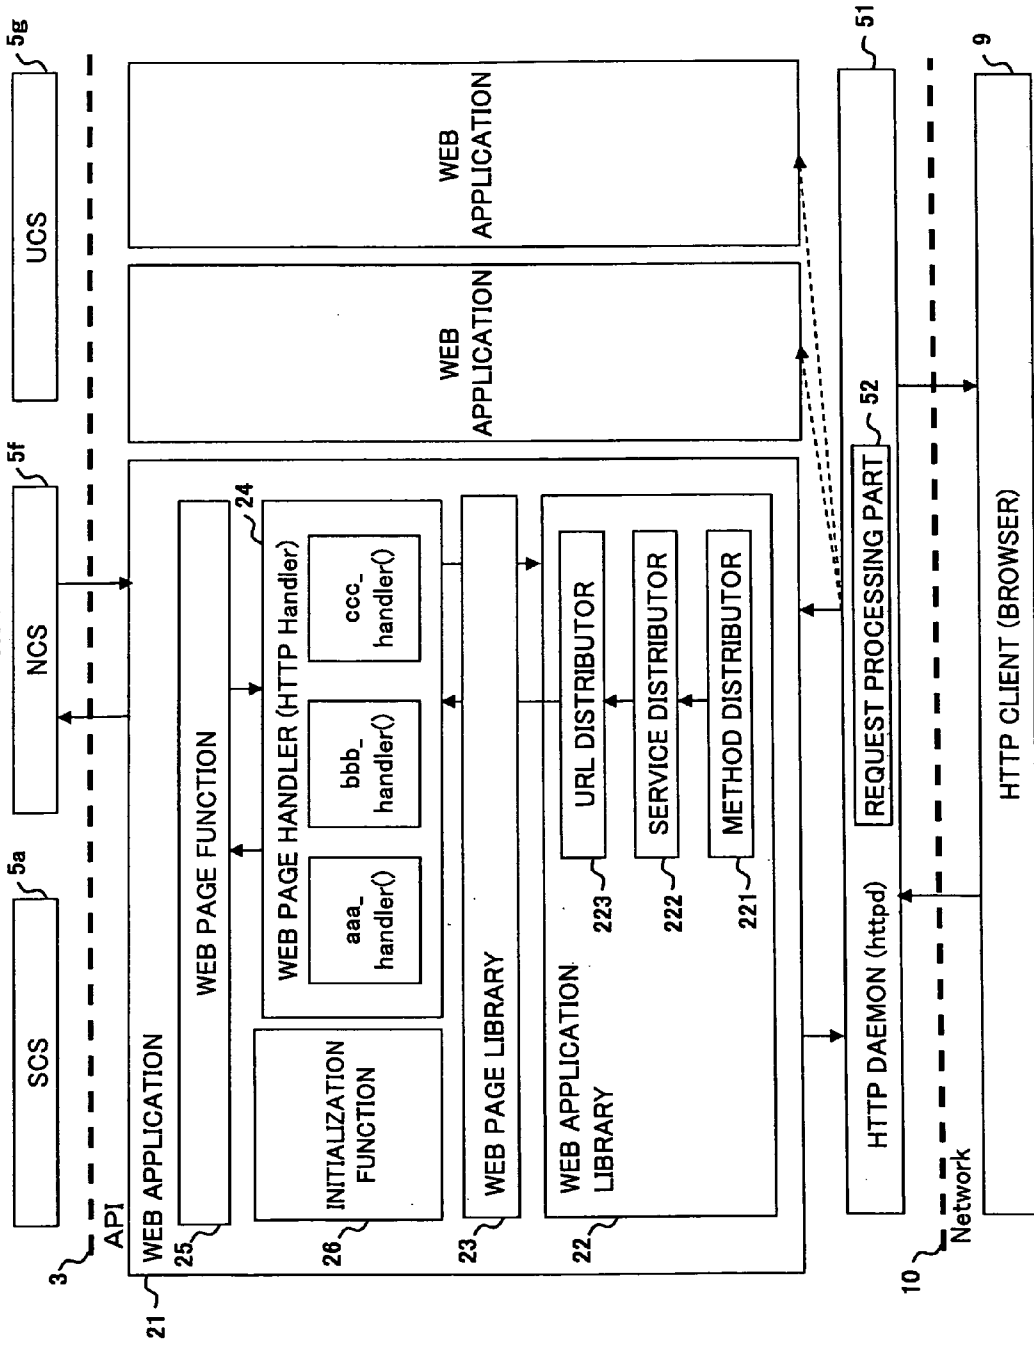 SCS
5a
NCS
5f
UCS
5g
3
API
21
WEB APPLICATION
25
WEB PAGE FUNCTION
24
26
INITIALIZATION
FUNCTION
WEB PAGE HANDLER (HTTP Handler)
aaa_
handler()
bbb_
handler()
ccc_
handler()
23
WEB PAGE LIBRARY
22
WEB APPLICATION
LIBRARY
223
URL DISTRIBUTOR
222
SERVICE DISTRIBUTOR
221
METHOD DISTRIBUTOR
WEB
APPLICATION
WEB
APPLICATION
HTTP DAEMON (httpd)
REQUEST PROCESSING PART
52
51
10
Network
HTTP CLIENT (BROWSER)
9